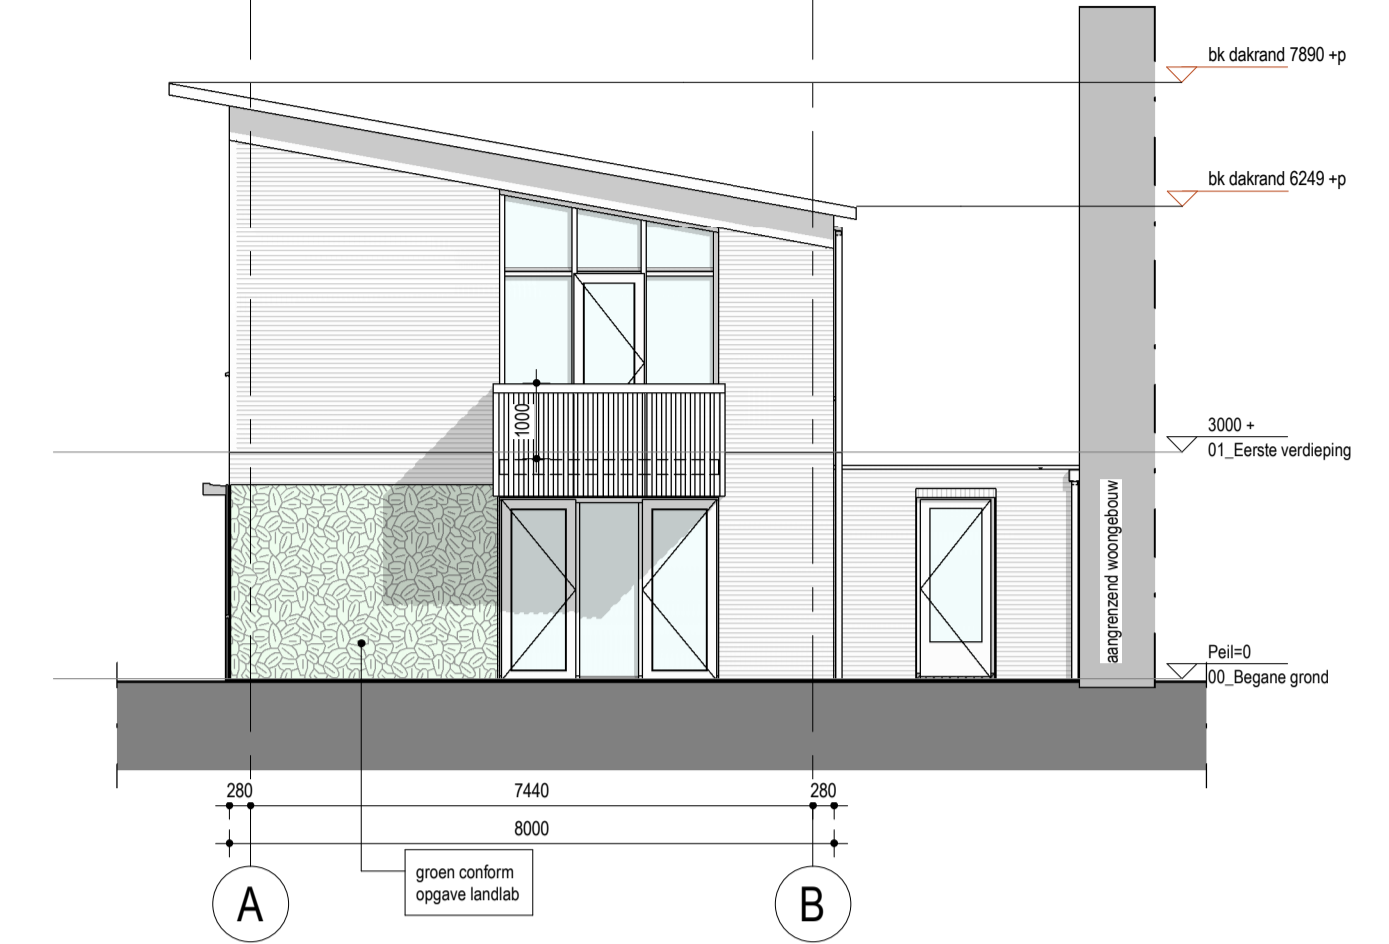 bk dakrand 7890 +p
bk dakrand 6249 +p
3000 +
01_Eerste verdieping
1000
aangrenzend woongebouw
Peil=0
00_Begane grond
280
7440
280
8000
groen conform
opgave landlab
A
B